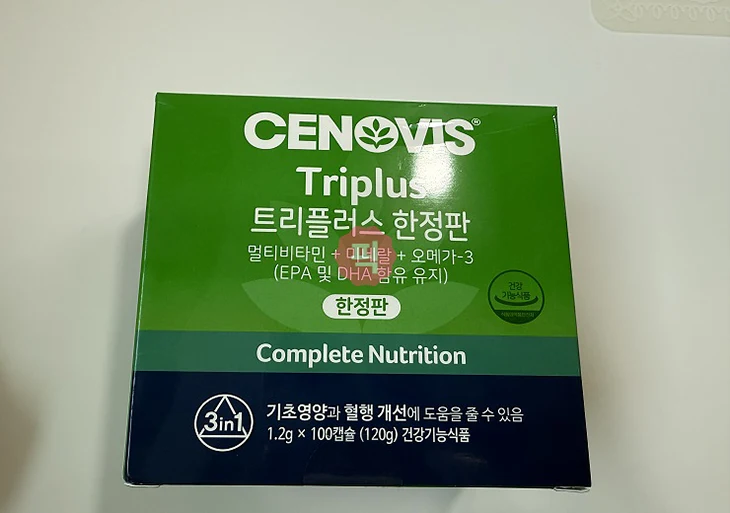 CENOVIS®
Triplus
트리플러스 한정판
멀티비타민 + 미네랄 + 오메가-3
(EPA 및 DHA 함유 유지)
픽
한정판
건강
기능식품
Complete Nutrition
3in1
기초영양과 혈행 개선에 도움을 줄 수 있음
1.2g × 100캡슐 (120g) 건강기능식품